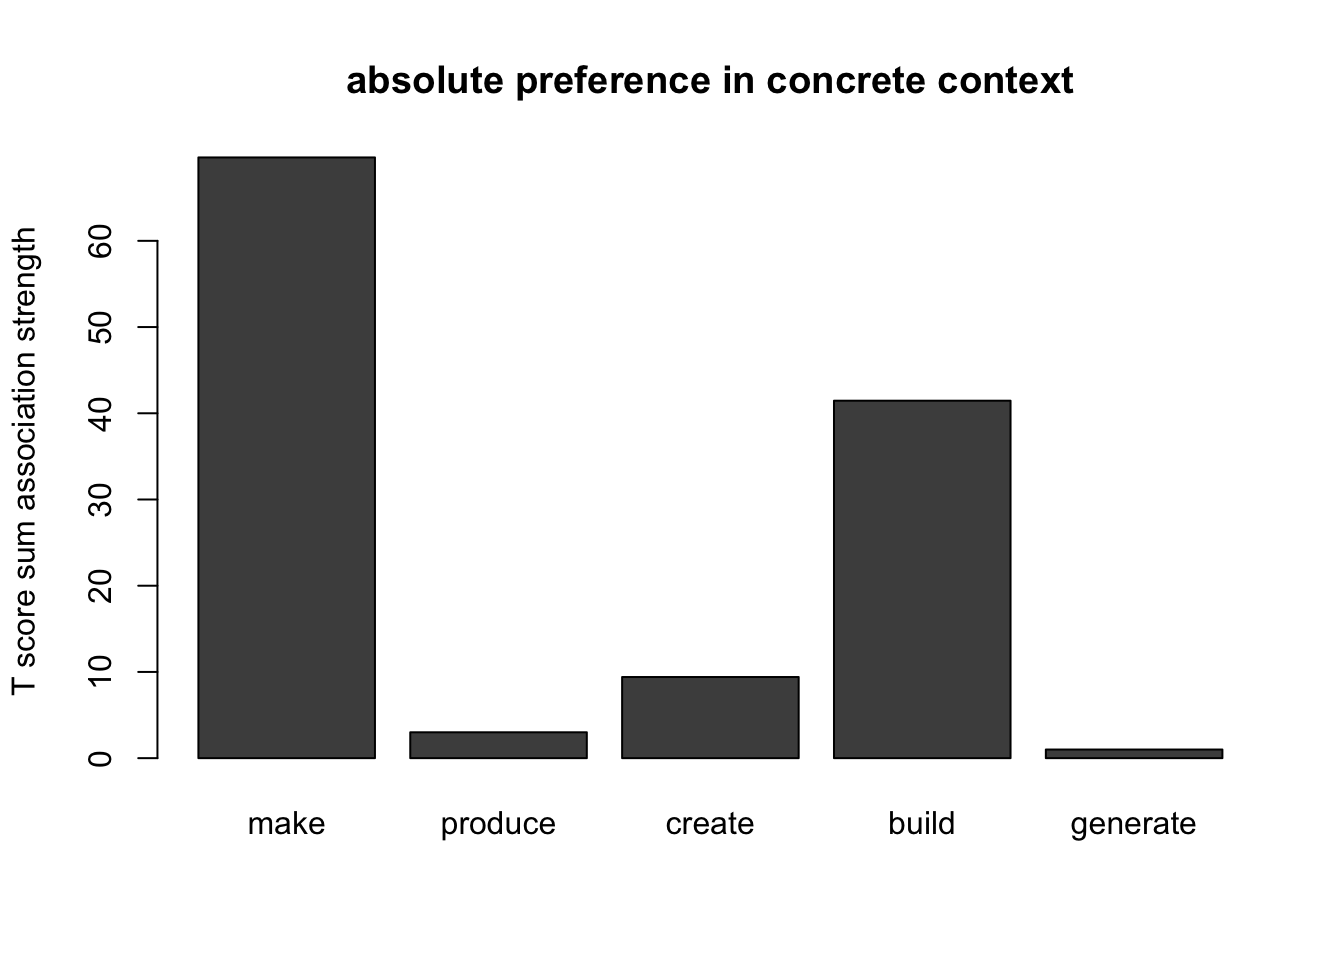 absolute preference in concrete context
T score sum association strength
60
50
40
30
20
10
0
make produce create build generate